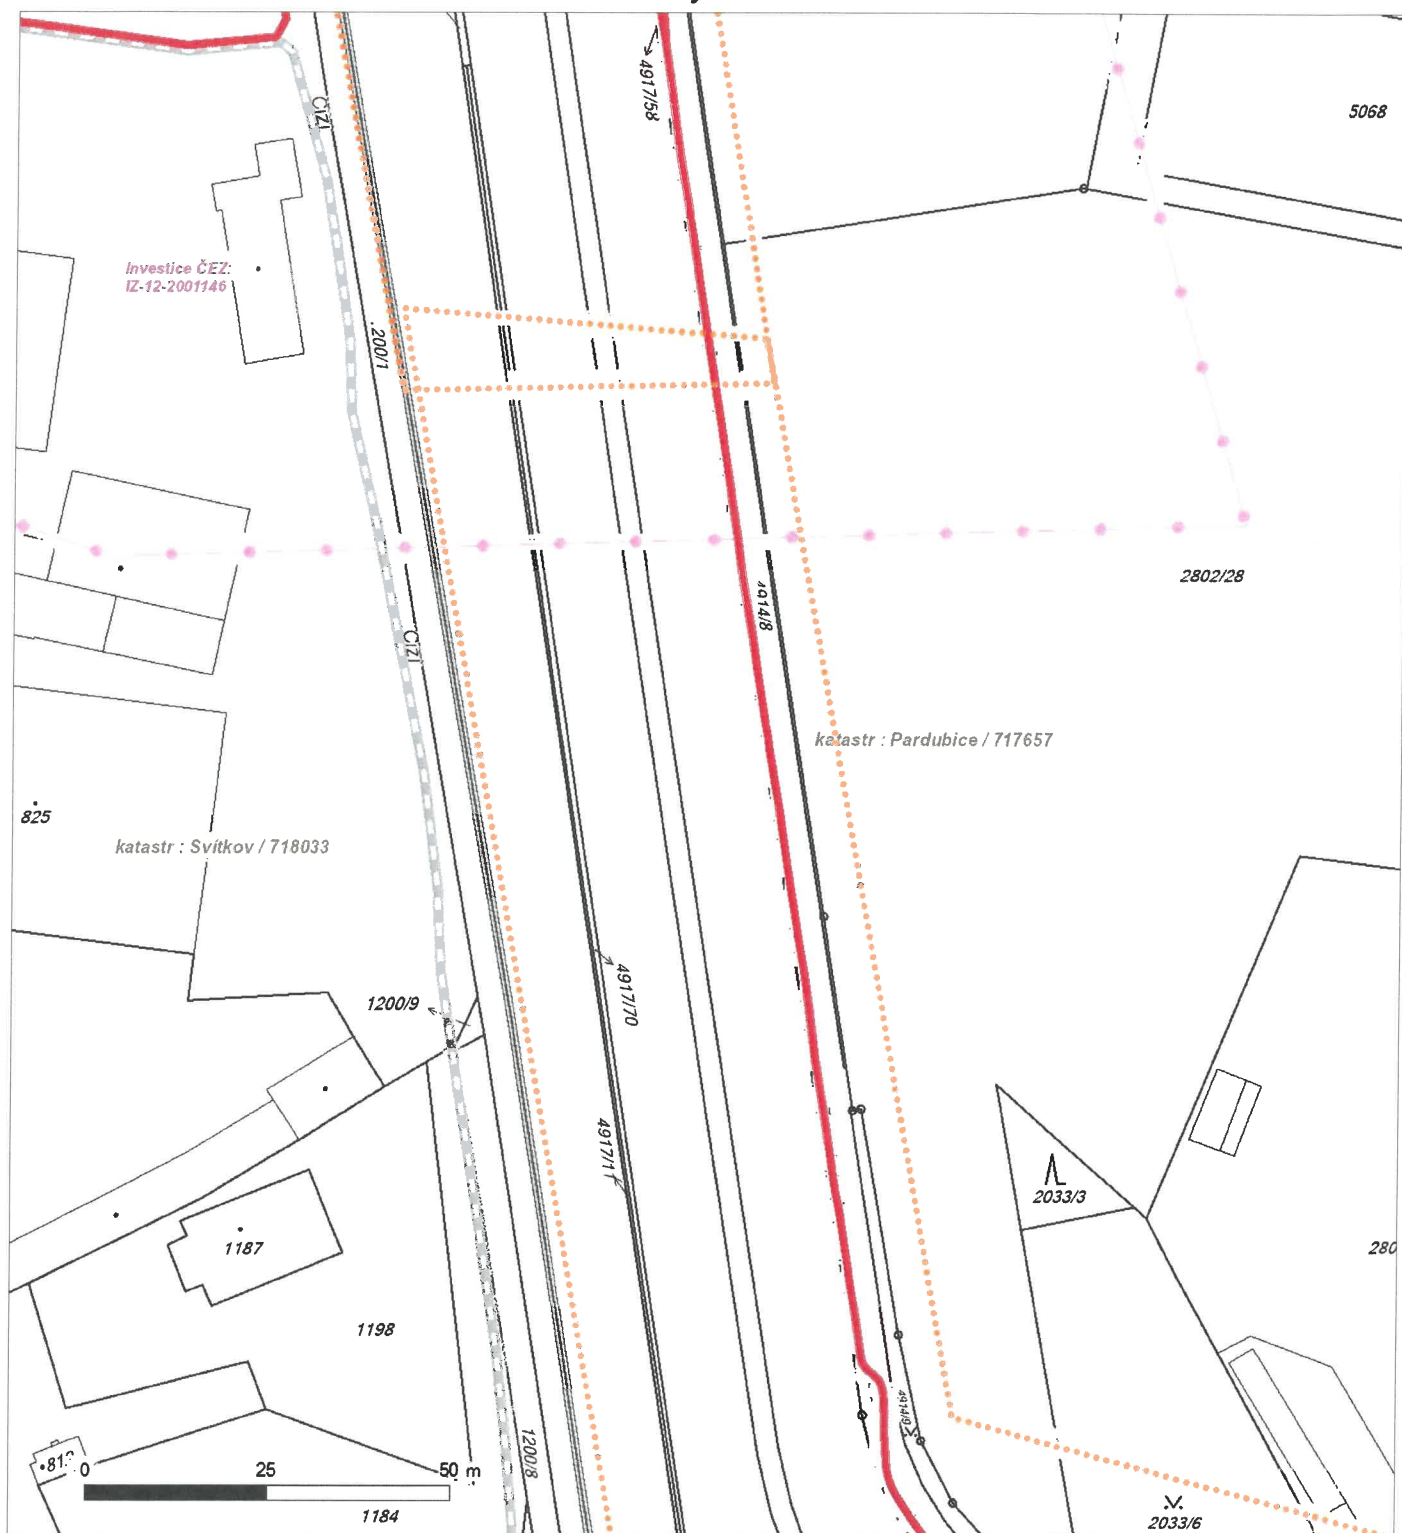 4917/58
5068
Cizí
Investice ČEZ:
IZ-12-2001146
200/1
2802/28
4914/8
Cizí
katastr : Pardubice / 717657
825
katastr : Svítkov / 718033
4917/70
1200/9
4917/11
2033/3
1187
280
1198
4914/9
1200/8
0 25 50 m
1184
2033/6